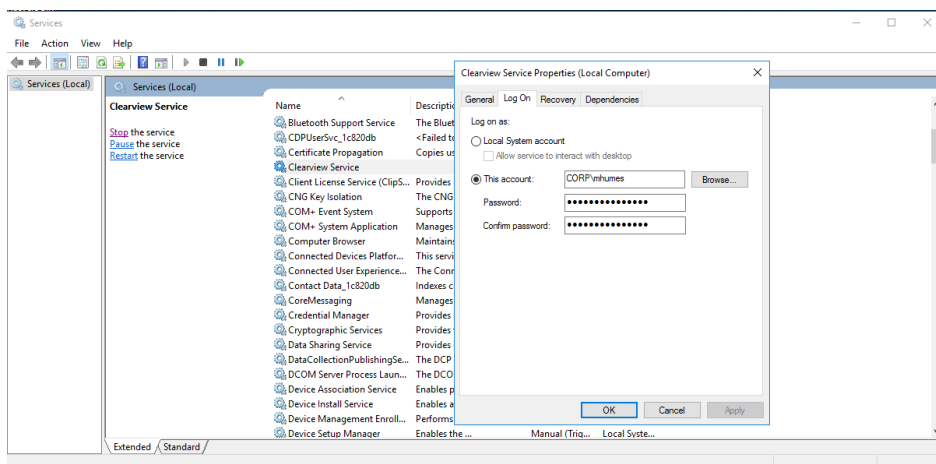 Services
File Action View Help
Services (Local)
Services (Local)
Clearview Service
Stop the service
Pause the service
Restart the service
Name
Bluetooth Support Service The Bluet
CDPUserSvc_1c820db <Failed to
Certificate Propagation Copies us
Clearview Service
Client License Service (ClipS... Provides
CNG Key Isolation The CNG
COM+ Event System Supports
COM+ System Application Manages
Computer Browser Maintains
Connected Devices Platfor... This servi
Connected User Experience... The Conn
Contact Data_1c820db Indexes c
CoreMessaging Manages
Credential Manager Provides
Cryptographic Services Provides
Data Sharing Service Provides
DataCollectionPublishingSe... The DCP
DCOM Server Process Laun... The DCO
Device Association Service Enables p
Device Install Service Enables a
Device Management Enroll... Performs
Device Setup Manager Enables the ... Manual (Trig... Local Syste...
Extended Standard
Clearview Service Properties (Local Computer)
General Log On Recovery Dependencies
Log on as:
Local System account
Allow service to interact with desktop
This account: CORP\mhumes Browse...
Password: •••••••••••••••
Confirm password: •••••••••••••••
OK Cancel Apply